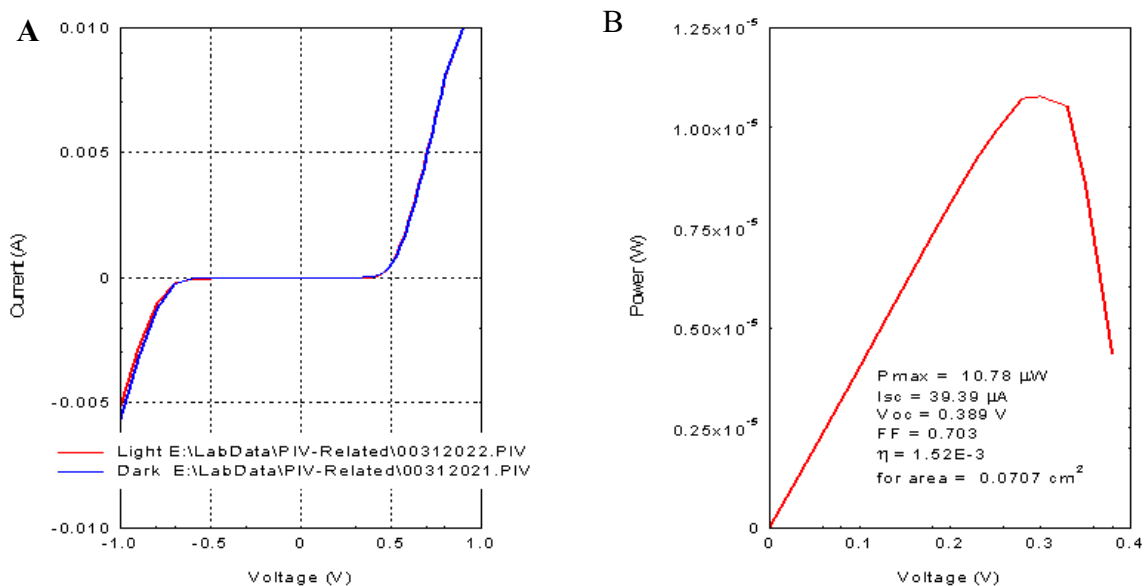 A
0.010
0.005
0
-0.005
-0.010
Current (A)
Light E:\LabData\PIV-Related\00312022.PIV
Dark E:\LabData\PIV-Related\00312021.PIV
-1.0 -0.5 0 0.5 1.0
Voltage (V)
B
1.25x10⁻⁵
1.00x10⁻⁵
0.75x10⁻⁵
0.50x10⁻⁵
0.25x10⁻⁵
0
Power (W)
Pmax = 10.78 µW
Isc = 39.39 µA
Voc = 0.389 V
FF = 0.703
η = 1.52E-3
for area = 0.0707 cm²
0 0.1 0.2 0.3 0.4
Voltage (V)